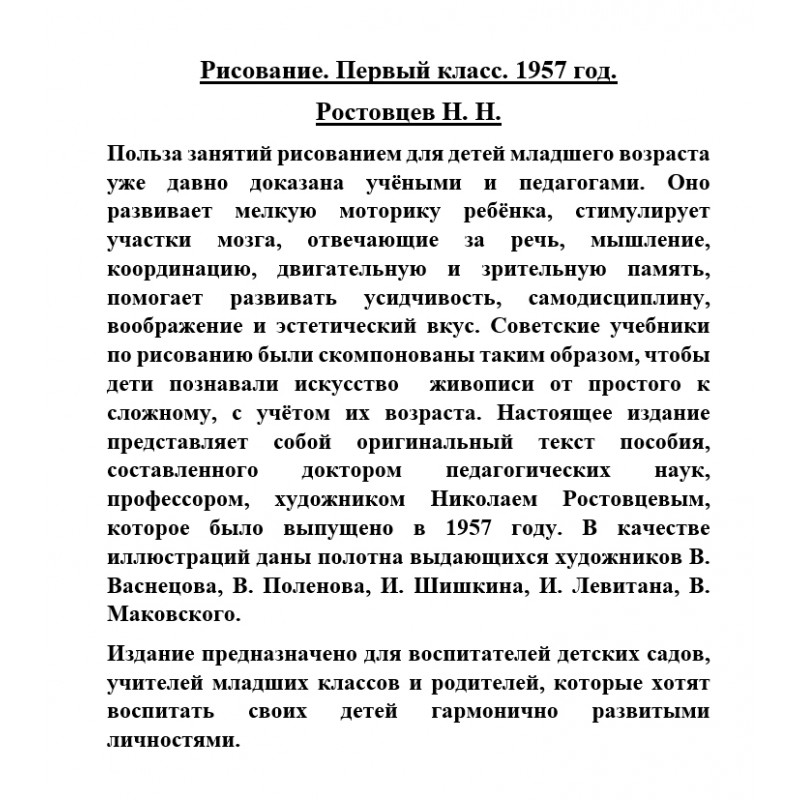 Рисование. Первый класс. 1957 год.
Ростовцев Н. Н.
Польза занятий рисованием для детей младшего возраста
уже давно доказана учёными и педагогами. Оно
развивает мелкую моторику ребёнка, стимулирует
участки мозга, отвечающие за речь, мышление,
координацию, двигательную и зрительную память,
помогает развивать усидчивость, самодисциплину,
воображение и эстетический вкус. Советские учебники
по рисованию были скомпонованы таким образом, чтобы
дети познавали искусство живописи от простого к
сложному, с учётом их возраста. Настоящее издание
представляет собой оригинальный текст пособия,
составленного доктором педагогических наук,
профессором, художником Николаем Ростовцевым,
которое было выпущено в 1957 году. В качестве
иллюстраций даны полотна выдающихся художников В.
Васнецова, В. Поленова, И. Шишкина, И. Левитана, В.
Маковского.
Издание предназначено для воспитателей детских садов,
учителей младших классов и родителей, которые хотят
воспитать своих детей гармонично развитыми
личностями.